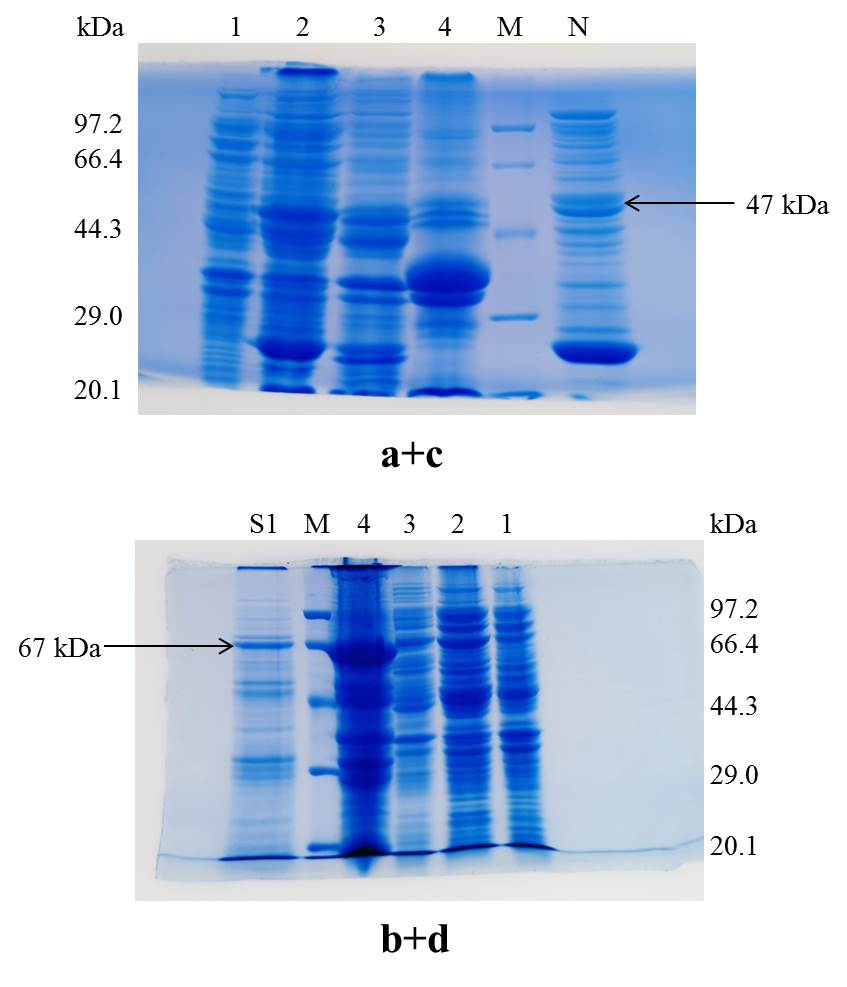 kDa 1 2 3 4 M N
97.2
66.4
47 kDa
44.3
29.0
20.1
a+c
S1 M 4 3 2 1 kDa
97.2
67 kDa 66.4
44.3
29.0
20.1
b+d